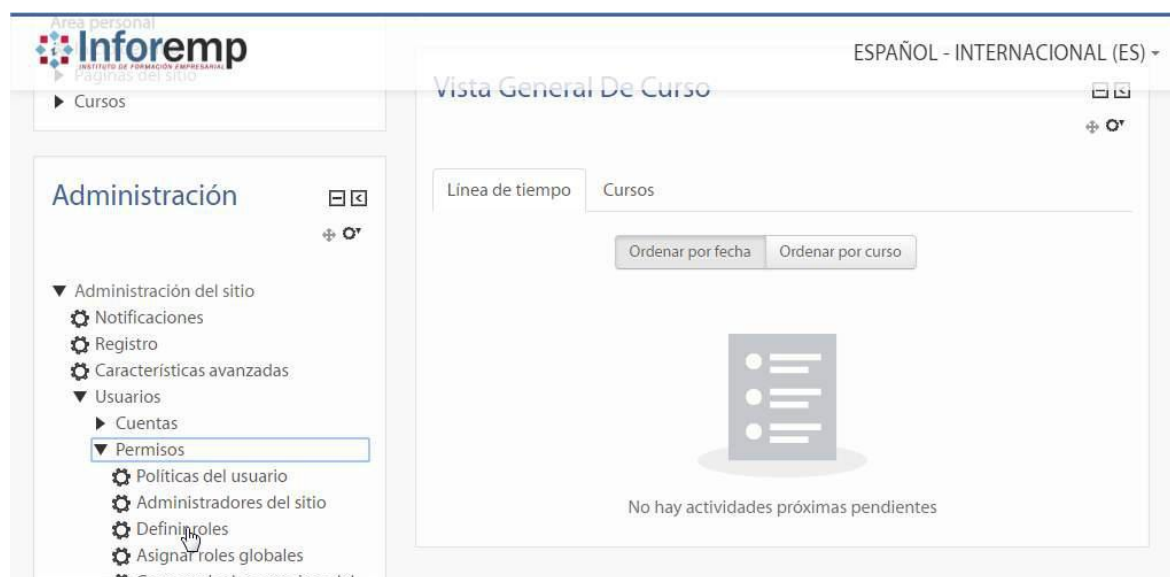 Área personal
Inforemp
INSTITUTO DE FORMACIÓN EMPRESARIAL
ESPAÑOL - INTERNACIONAL (ES)
Páginas del sitio
Cursos
Vista General De Curso
Administración
Línea de tiempo Cursos
Ordenar por fecha Ordenar por curso
Administración del sitio
Notificaciones
Registro
Características avanzadas
Usuarios
Cuentas
Permisos
Políticas del usuario
Administradores del sitio
Definir roles
Asignar roles globales
No hay actividades próximas pendientes